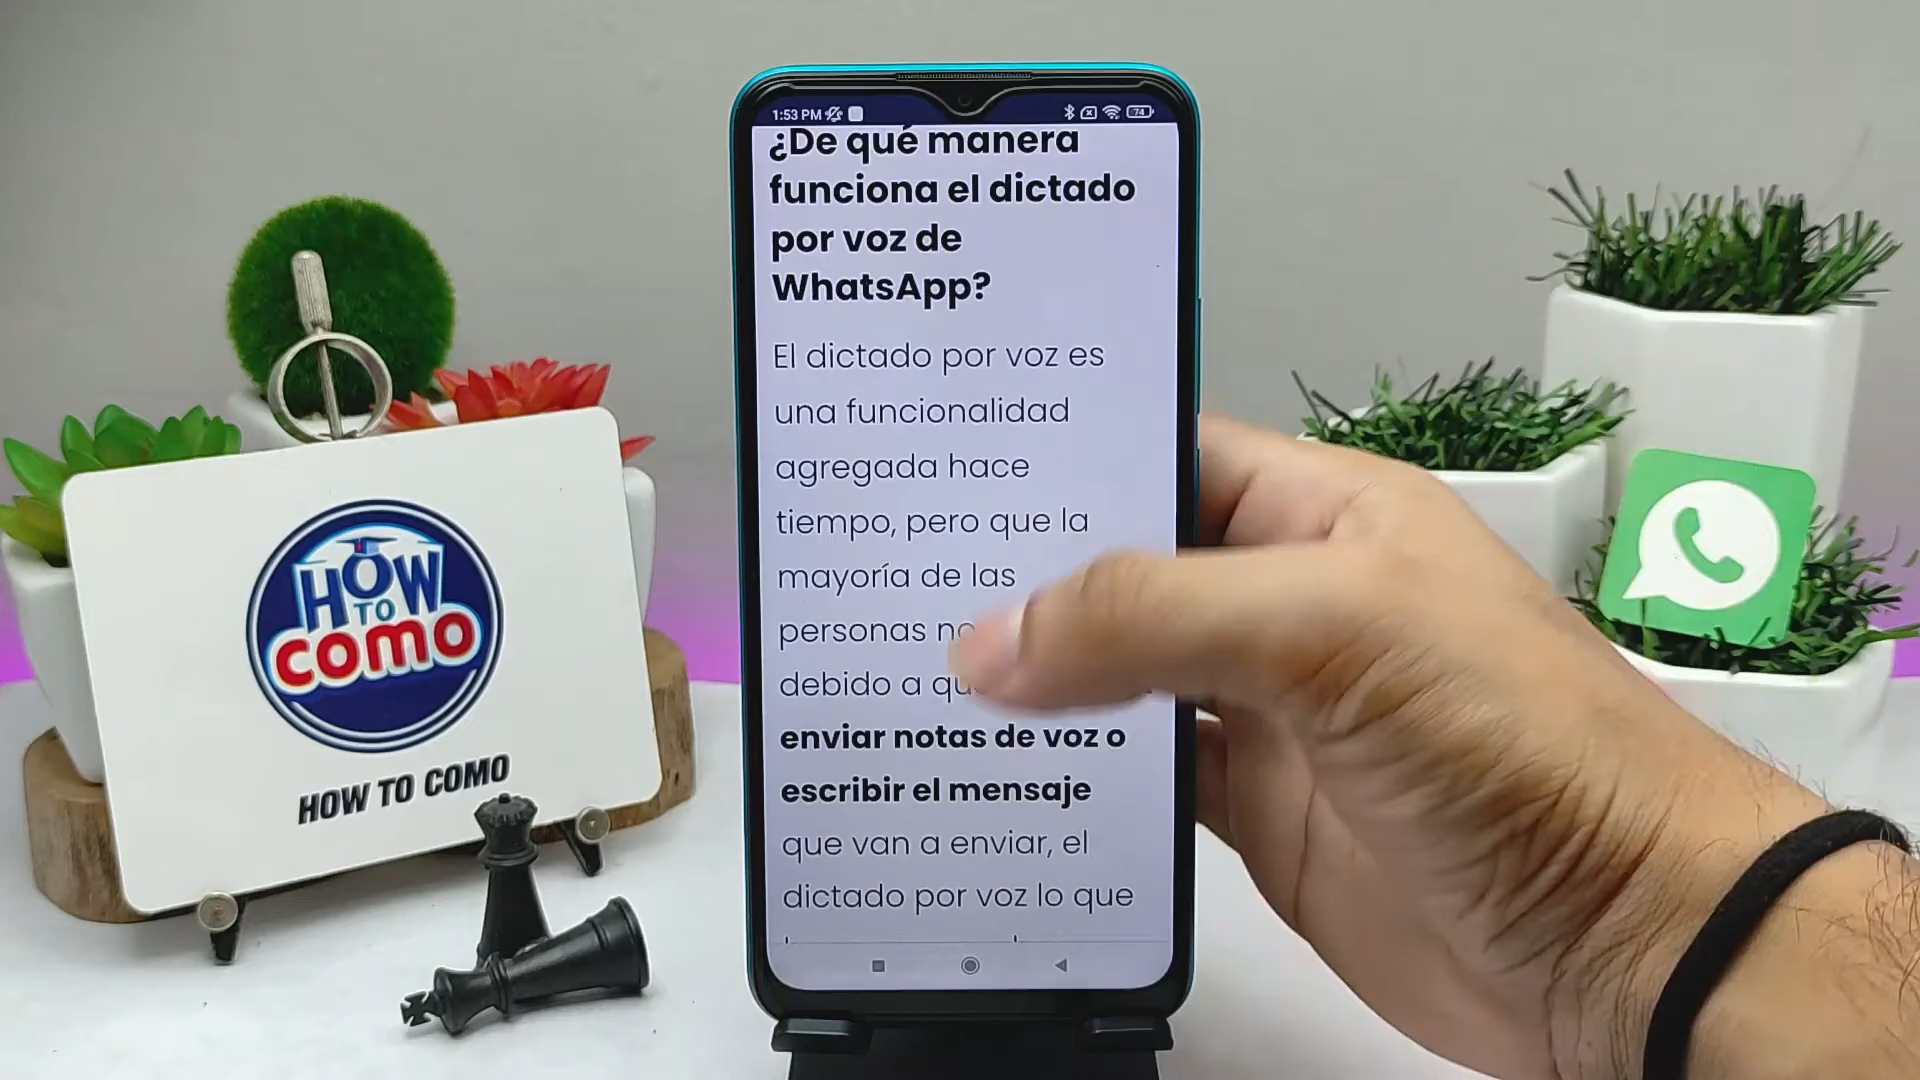 1:53 PM
74
¿De qué manera
funciona el dictado
por voz de
WhatsApp?
El dictado por voz es
una funcionalidad
agregada hace
tiempo, pero que la
mayoría de las
personas
debido a
enviar notas de voz o
escribir el mensaje
que van a enviar, el
dictado por voz lo que
HOW
TO
como
HOW TO COMO